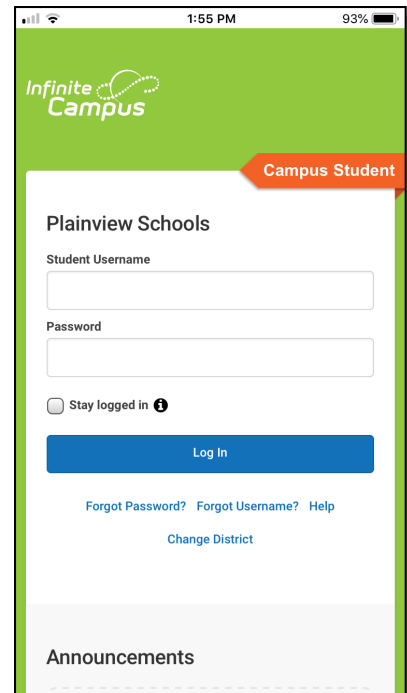 1:55 PM
93%
Infinite
Campus
Campus Student
Plainview Schools
Student Username
Password
Stay logged in
Log In
Forgot Password? Forgot Username? Help
Change District
Announcements